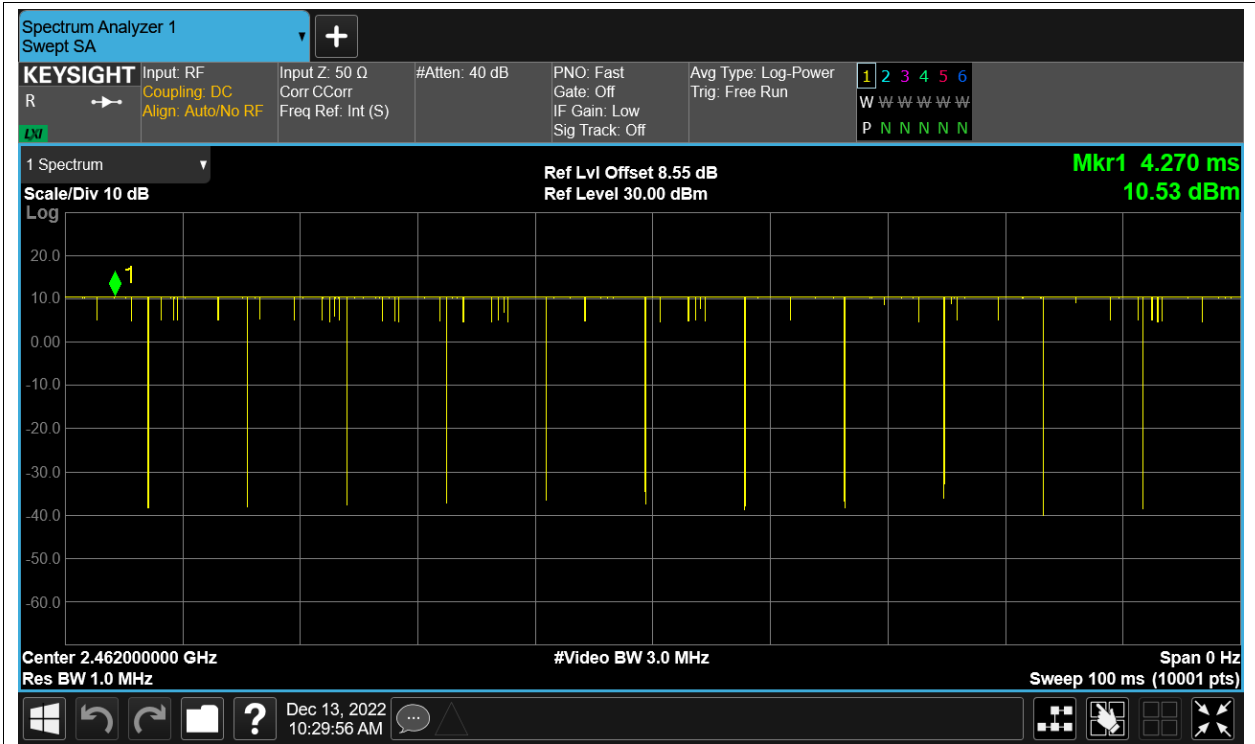 Spectrum Analyzer 1
Swept SA
KEYSIGHT
R
LXI
Input: RF
Coupling: DC
Align: Auto/No RF
Input Z: 50 Ω
Corr CCorr
Freq Ref: Int (S)
#Atten: 40 dB
PNO: Fast
Gate: Off
IF Gain: Low
Sig Track: Off
Avg Type: Log-Power
Trig: Free Run
1 2 3 4 5 6
W W W W W W
P N N N N N
1 Spectrum
Scale/Div 10 dB
Log
Ref Lvl Offset 8.55 dB
Ref Level 30.00 dBm
Mkr1 4.270 ms
10.53 dBm
20.0
1
10.0
0.00
-10.0
-20.0
-30.0
-40.0
-50.0
-60.0
Center 2.462000000 GHz
#Video BW 3.0 MHz
Span 0 Hz
Res BW 1.0 MHz
Sweep 100 ms (10001 pts)
?
Dec 13, 2022
10:29:56 AM